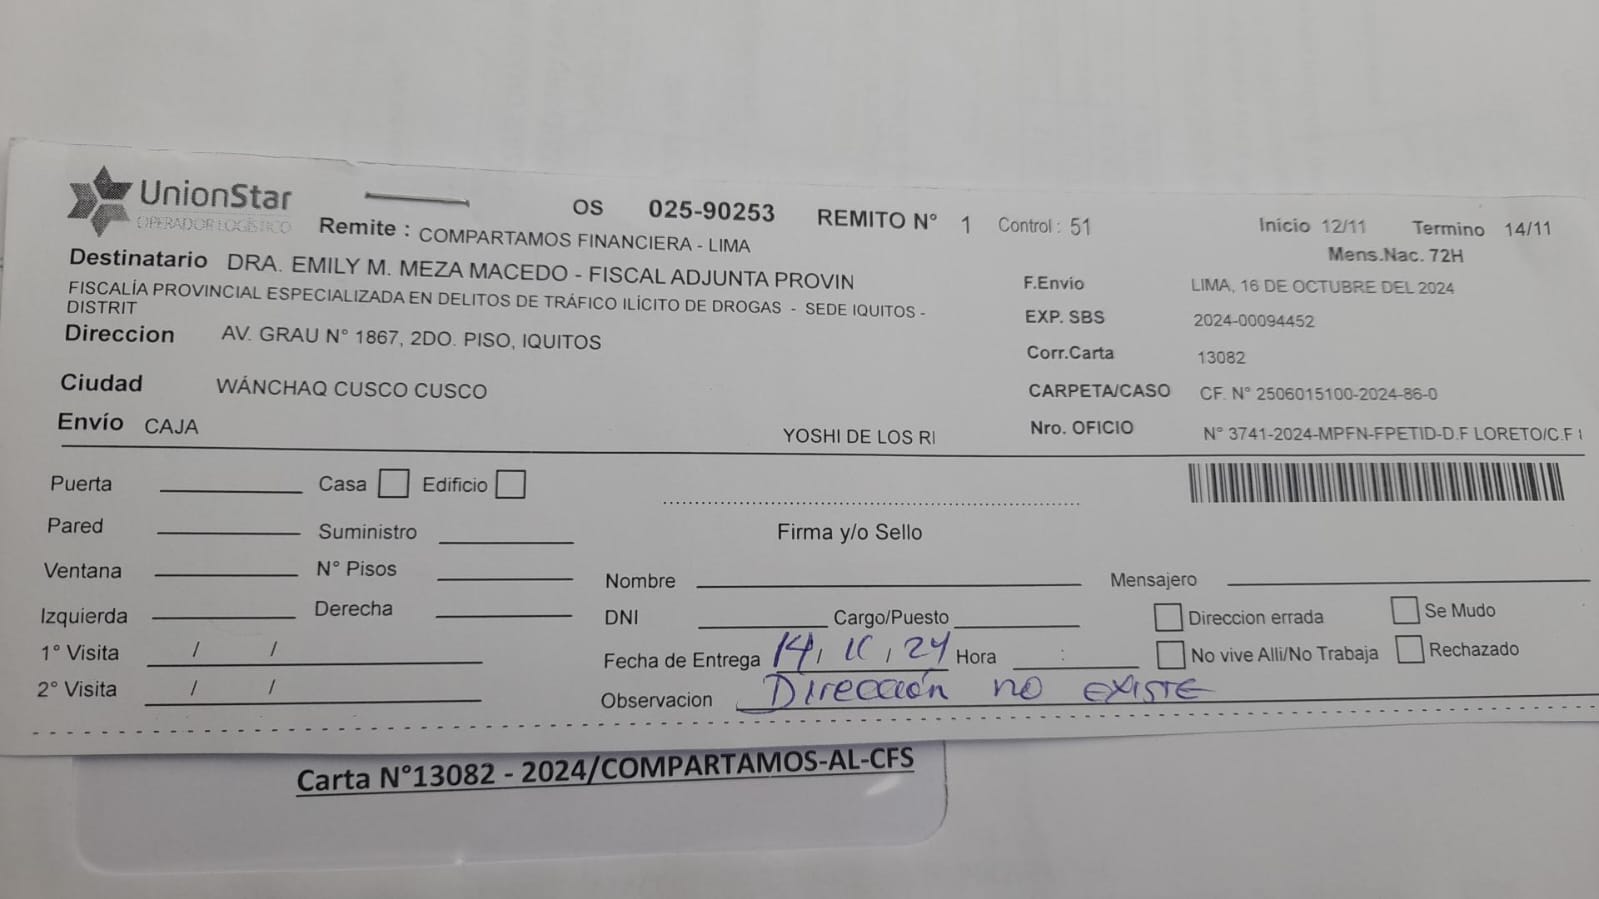 UnionStar
OPERADOR LOGÍSTICO
OS 025-90253 REMITO N° 1 Control : 51 Inicio 12/11 Termino 14/11
Remite : COMPARTAMOS FINANCIERA - LIMA Mens.Nac. 72H
Destinatario DRA. EMILY M. MEZA MACEDO - FISCAL ADJUNTA PROVIN
FISCALÍA PROVINCIAL ESPECIALIZADA EN DELITOS DE TRÁFICO ILÍCITO DE DROGAS - SEDE IQUITOS -
DISTRIT
Direccion AV. GRAU N° 1867, 2DO. PISO, IQUITOS
Ciudad WÁNCHAQ CUSCO CUSCO
Envío CAJA YOSHI DE LOS RI
F.Envio LIMA, 16 DE OCTUBRE DEL 2024
EXP. SBS 2024-00094452
Corr.Carta 13082
CARPETA/CASO CF. N° 2506015100-2024-86-0
Nro. OFICIO N° 3741-2024-MPFN-FPETID-D.F LORETO/C.F
Puerta Casa Edificio
Pared Suministro
Ventana N° Pisos
Izquierda Derecha
1° Visita / /
2° Visita / /
Firma y/o Sello
Nombre Mensajero
DNI Cargo/Puesto
Fecha de Entrega 14/ 11 / 24 Hora :
Observacion Dirección no existe
Direccion errada Se Mudo
No vive Alli/No Trabaja Rechazado
Carta N°13082 - 2024/COMPARTAMOS-AL-CFS